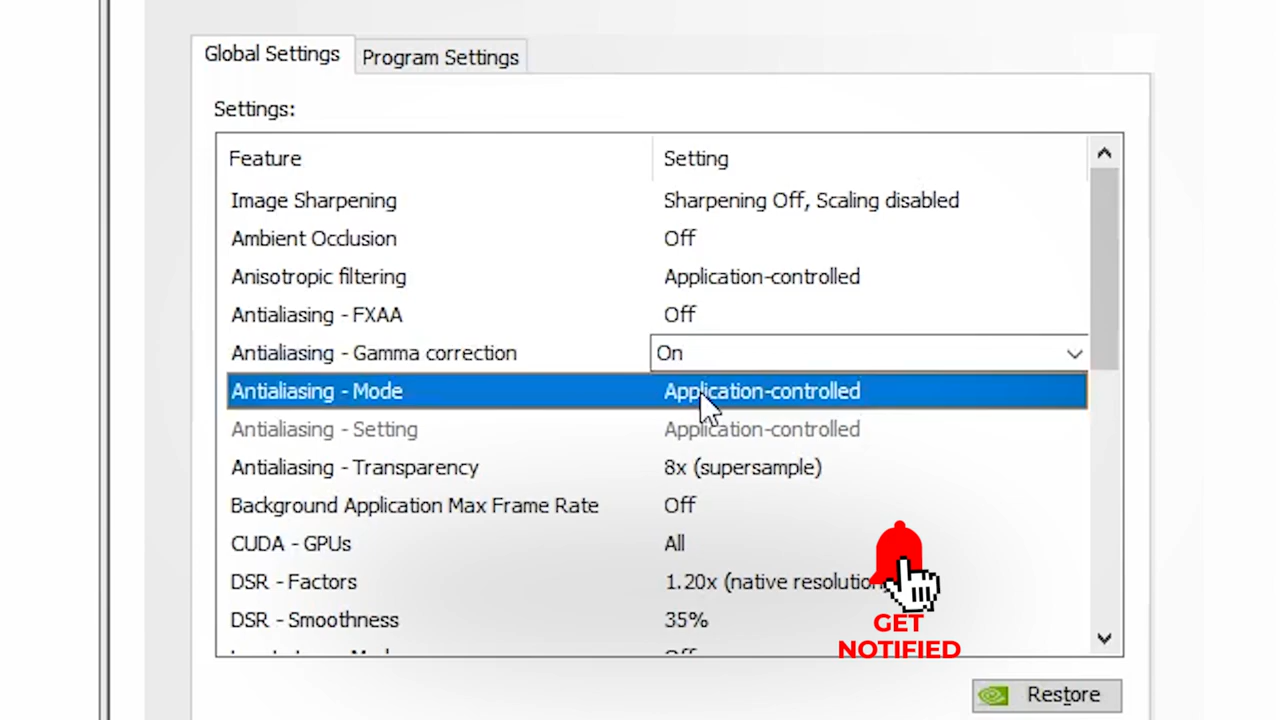 Global Settings
Program Settings
Settings:
Feature Setting
Image Sharpening Sharpening Off, Scaling disabled
Ambient Occlusion Off
Anisotropic filtering Application-controlled
Antialiasing - FXAA Off
Antialiasing - Gamma correction On
Antialiasing - Mode Application-controlled
Antialiasing - Setting Application-controlled
Antialiasing - Transparency 8x (supersample)
Background Application Max Frame Rate Off
CUDA - GPUs All
DSR - Factors 1.20x (native resolution
DSR - Smoothness 35%
GET
NOTIFIED
Restore